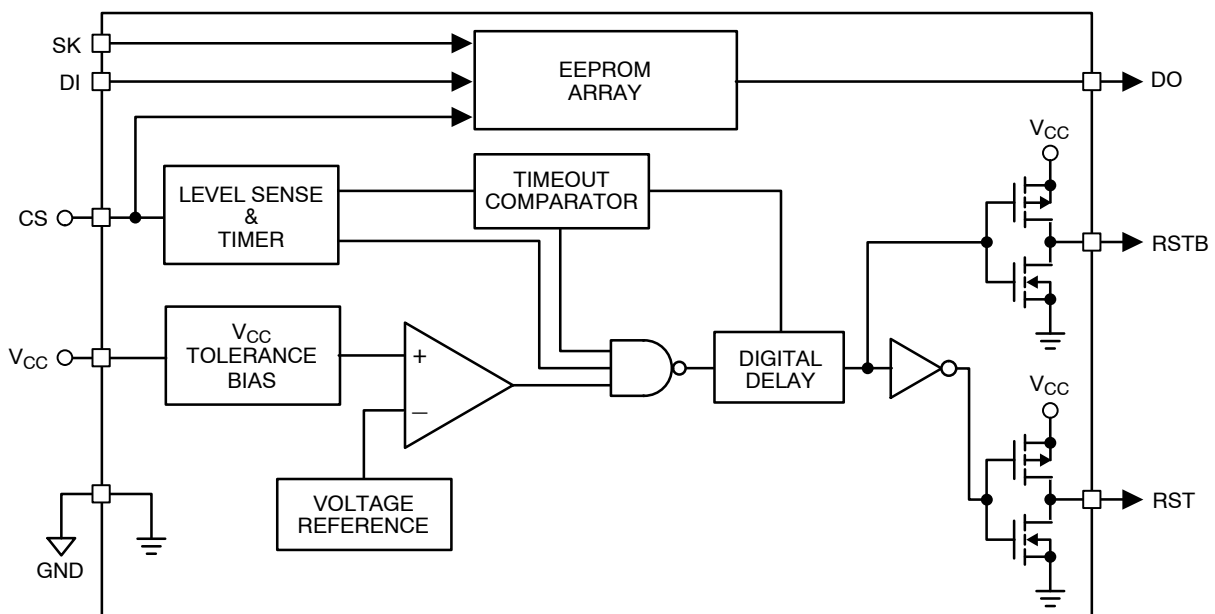 SK
DI
EEPROM
ARRAY
DO
VCC
CS
LEVEL SENSE
&
TIMER
TIMEOUT
COMPARATOR
RSTB
VCC
VCC
TOLERANCE
BIAS
+
−
DIGITAL
DELAY
VCC
VOLTAGE
REFERENCE
RST
GND